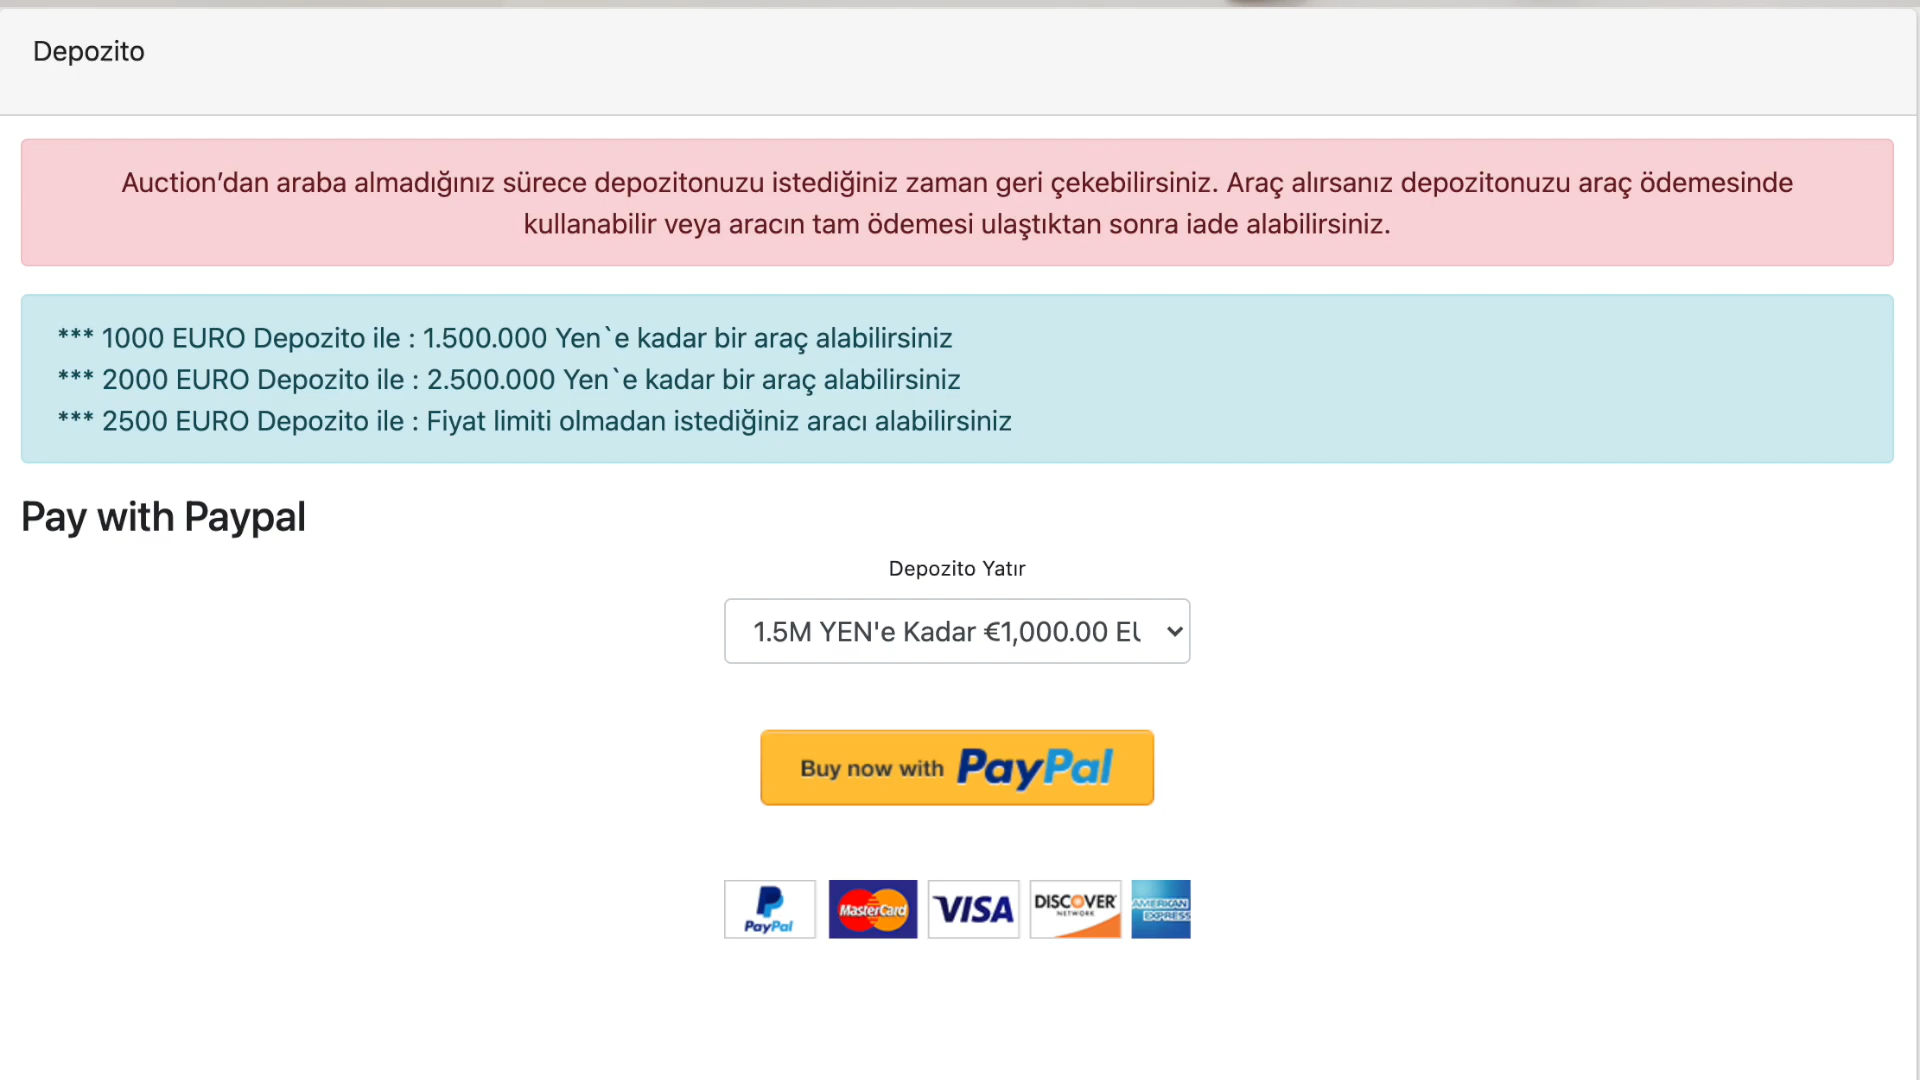 Depozito
Auction’dan araba almadığınız sürece depozitonuzu istediğiniz zaman geri çekebilirsiniz. Araç alırsanız depozitonuzu araç ödemesinde
kullanabilir veya aracın tam ödemesi ulaştıktan sonra iade alabilirsiniz.
*** 1000 EURO Depozito ile : 1.500.000 Yen`e kadar bir araç alabilirsiniz
*** 2000 EURO Depozito ile : 2.500.000 Yen`e kadar bir araç alabilirsiniz
*** 2500 EURO Depozito ile : Fiyat limiti olmadan istediğiniz aracı alabilirsiniz
Pay with Paypal
Depozito Yatır
1.5M YEN'e Kadar €1,000.00 EU
Buy now with PayPal
PayPal MasterCard VISA DISCOVER NETWORK AMERICAN EXPRESS